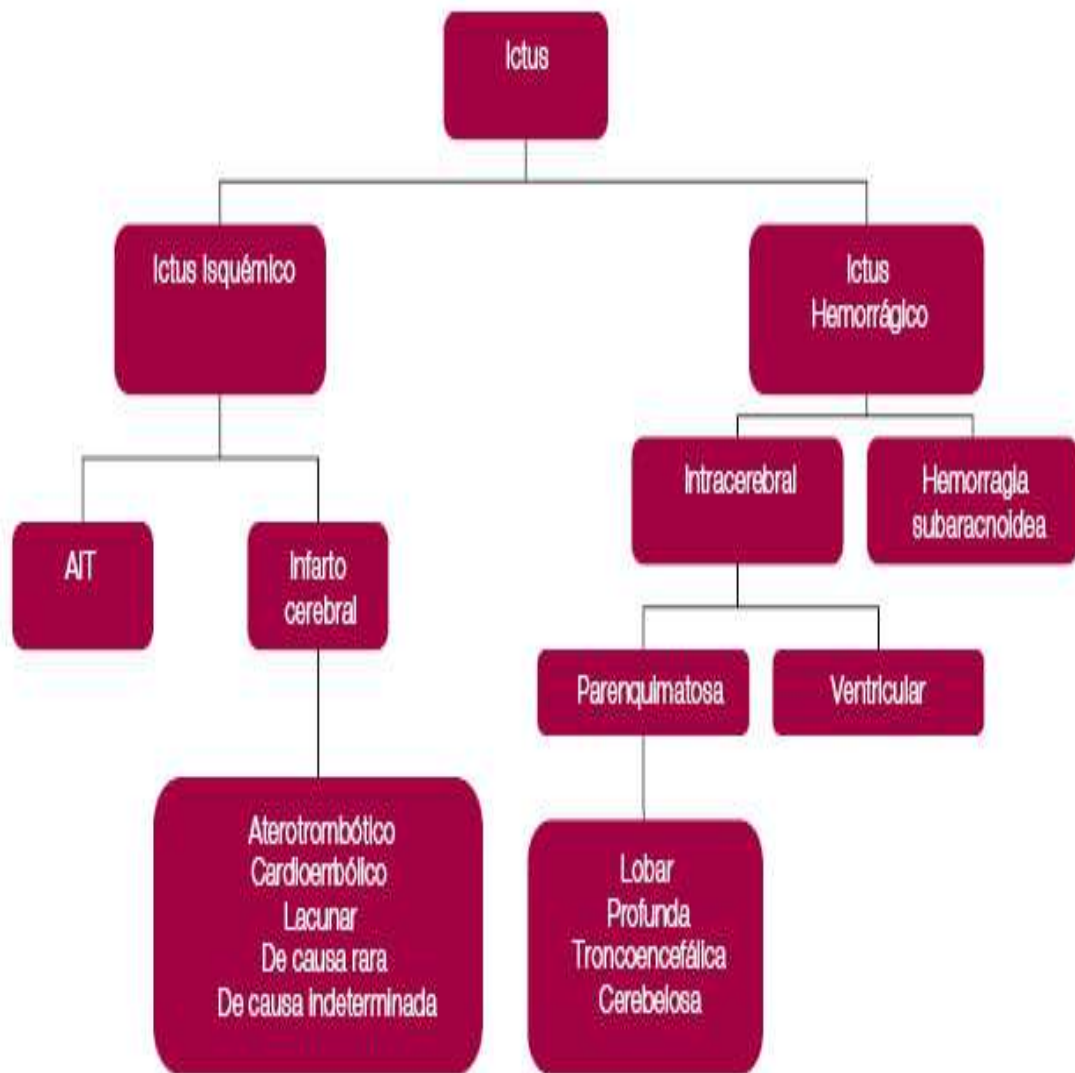 Ictus
Ictus Isquémico
Ictus
Hemorrágico
Intracerebral
Hemorragia
subaracnoidea
AIT
Infarto
cerebral
Parenquimatosa
Ventricular
Aterotrombótico
Cardioembólico
Lacunar
De causa rara
De causa indeterminada
Lobar
Profunda
Troncoencefálica
Cerebelosa